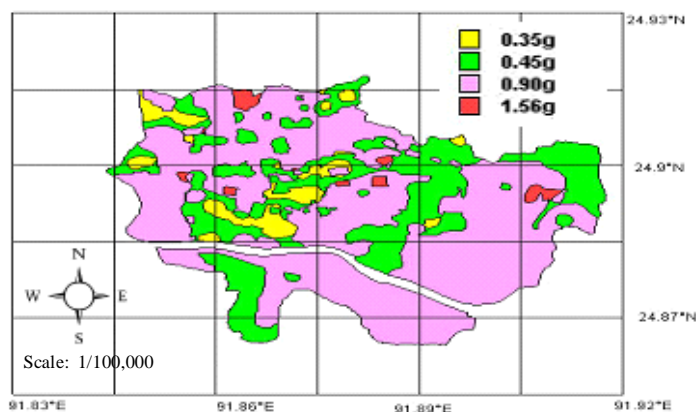 24.93°N
0.35g
0.45g
0.90g
1.56g
24.9°N
N
W E
S
24.87°N
Scale: 1/100,000
91.83°E 91.86°E 91.89°E 91.92°E